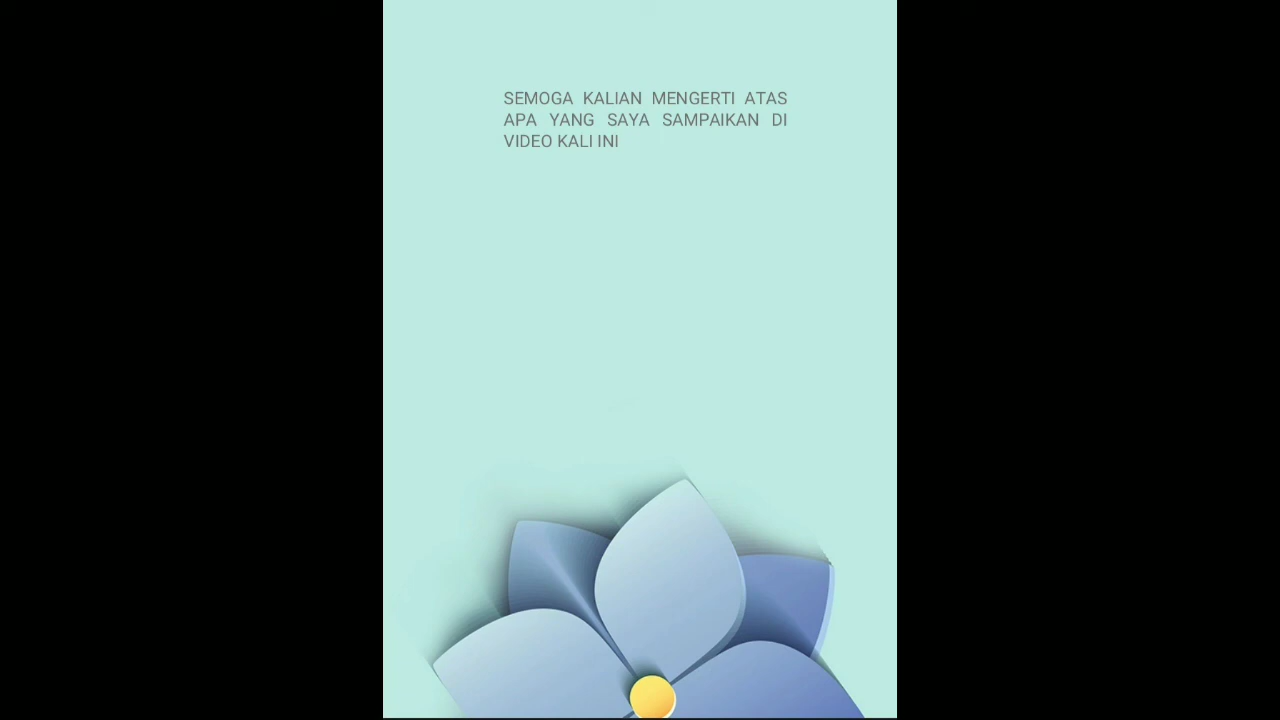 SEMOGA KALIAN MENGERTI ATAS
APA YANG SAYA SAMPAIKAN DI
VIDEO KALI INI